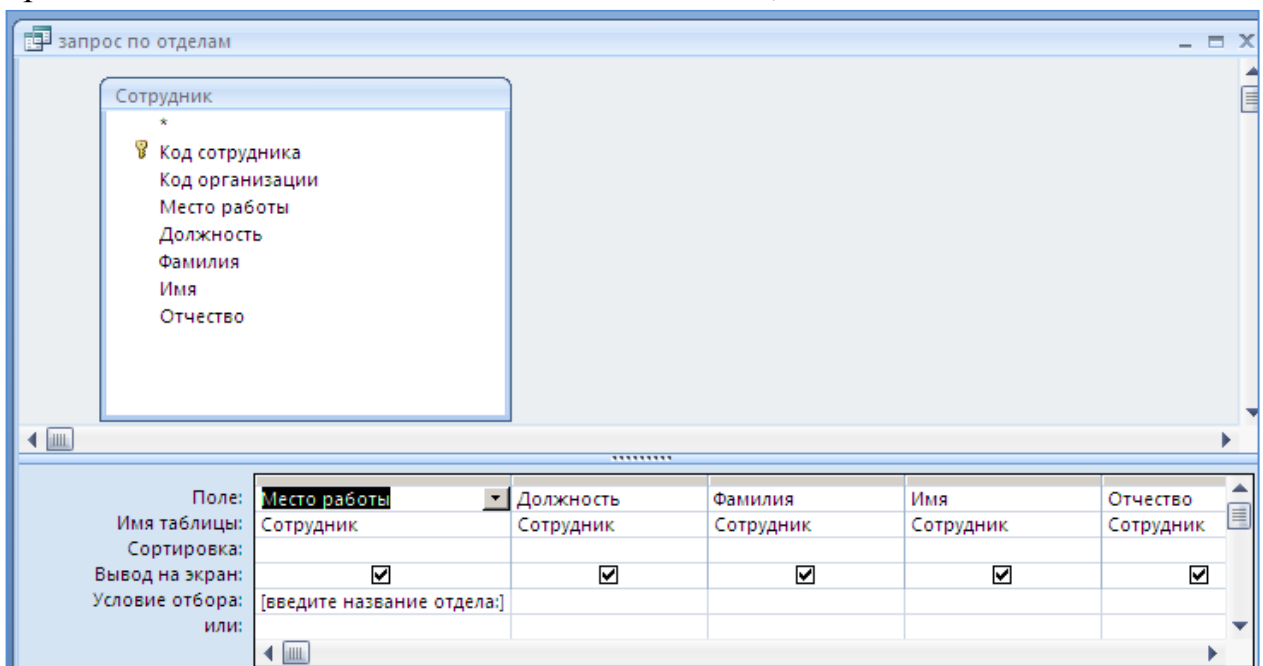 запрос по отделам
Сотрудник
*
Код сотрудника
Код организации
Место работы
Должность
Фамилия
Имя
Отчество
Поле: Место работы Должность Фамилия Имя Отчество
Имя таблицы: Сотрудник Сотрудник Сотрудник Сотрудник Сотрудник
Сортировка:
Вывод на экран:
Условие отбора: [введите название отдела:]
или: